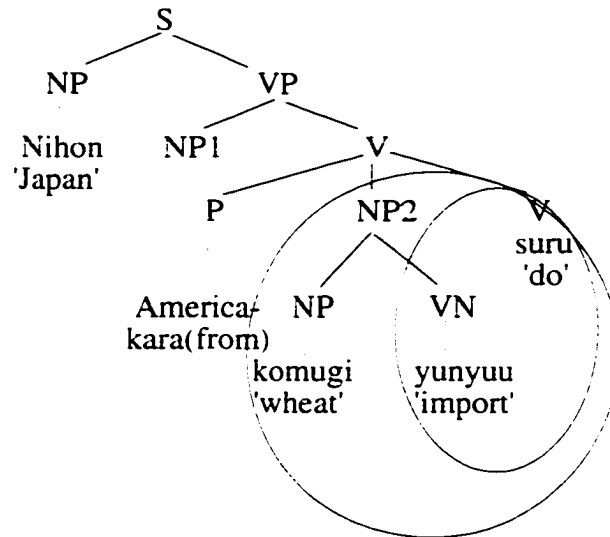 S
NP VP
Nihon NP1 V
'Japan'
P NP2 V
suru
'do'
America- NP VN
kara(from)
komugi yunyuu
'wheat' 'import'